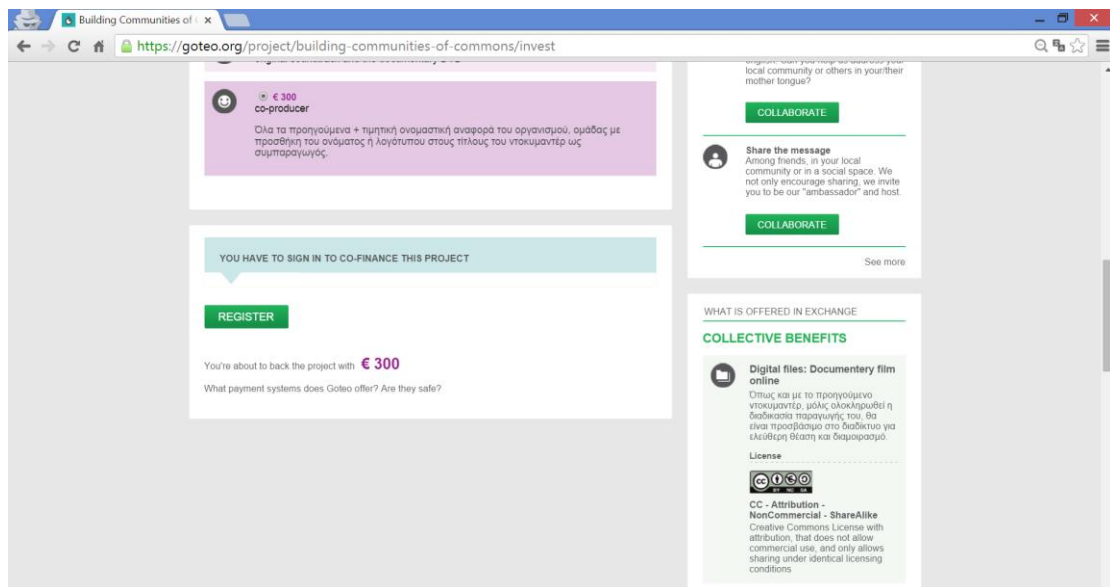 Building Communities of
https://goteo.org/project/building-communities-of-commons/invest
€ 300
co-producer
Όλα τα προηγούμενα + τιμητική ονομαστική αναφορά του οργανισμού, ομάδας με
προσθήκη του ονόματος ή λογότυπου στους τίτλους του ντοκυμαντέρ ως
συμπαραγωγός.
YOU HAVE TO SIGN IN TO CO-FINANCE THIS PROJECT
REGISTER
You're about to back the project with € 300
What payment systems does Goteo offer? Are they safe?
local community or others in your/their
mother tongue?
COLLABORATE
Share the message
Among friends, in your local
community or in a social space. We
not only encourage sharing, we invite
you to be our "ambassador" and host.
COLLABORATE
See more
WHAT IS OFFERED IN EXCHANGE
COLLECTIVE BENEFITS
Digital files: Documentery film
online
Όπως και με το προηγούμενο
ντοκυμαντέρ, μόλις ολοκληρωθεί η
διαδικασία παραγωγής του, θα
είναι προσβάσιμο στο διαδίκτυο για
ελεύθερη θέαση και διαμοιρασμό.
License
cc BY NC SA
CC - Attribution -
NonCommercial - ShareAlike
Creative Commons License with
attribution, that does not allow
commercial use, and only allows
sharing under identical licensing
conditions